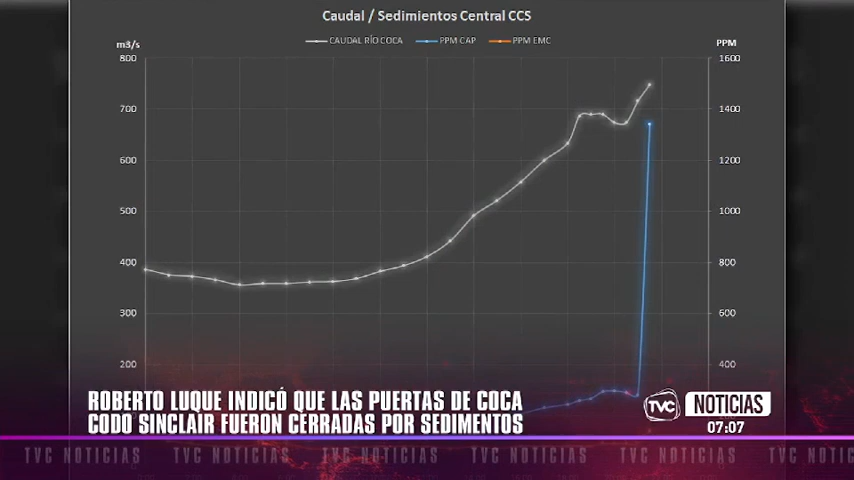 Caudal / Sedimientos Central CCS
CAUDAL RÍO COCA PPM CAP PPM EMC
m3/s PPM
800 1600
700 1400
600 1200
500 1000
400 800
300 600
200 400
ROBERTO LUQUE INDICÓ QUE LAS PUERTAS DE COCA
CODO SINCLAIR FUERON CERRADAS POR SEDIMENTOS
TVC NOTICIAS
07:07
TVC NOTICIAS TVC NOTICIAS TVC NOTICIAS TVC NOTICIAS TVC NOTICIAS